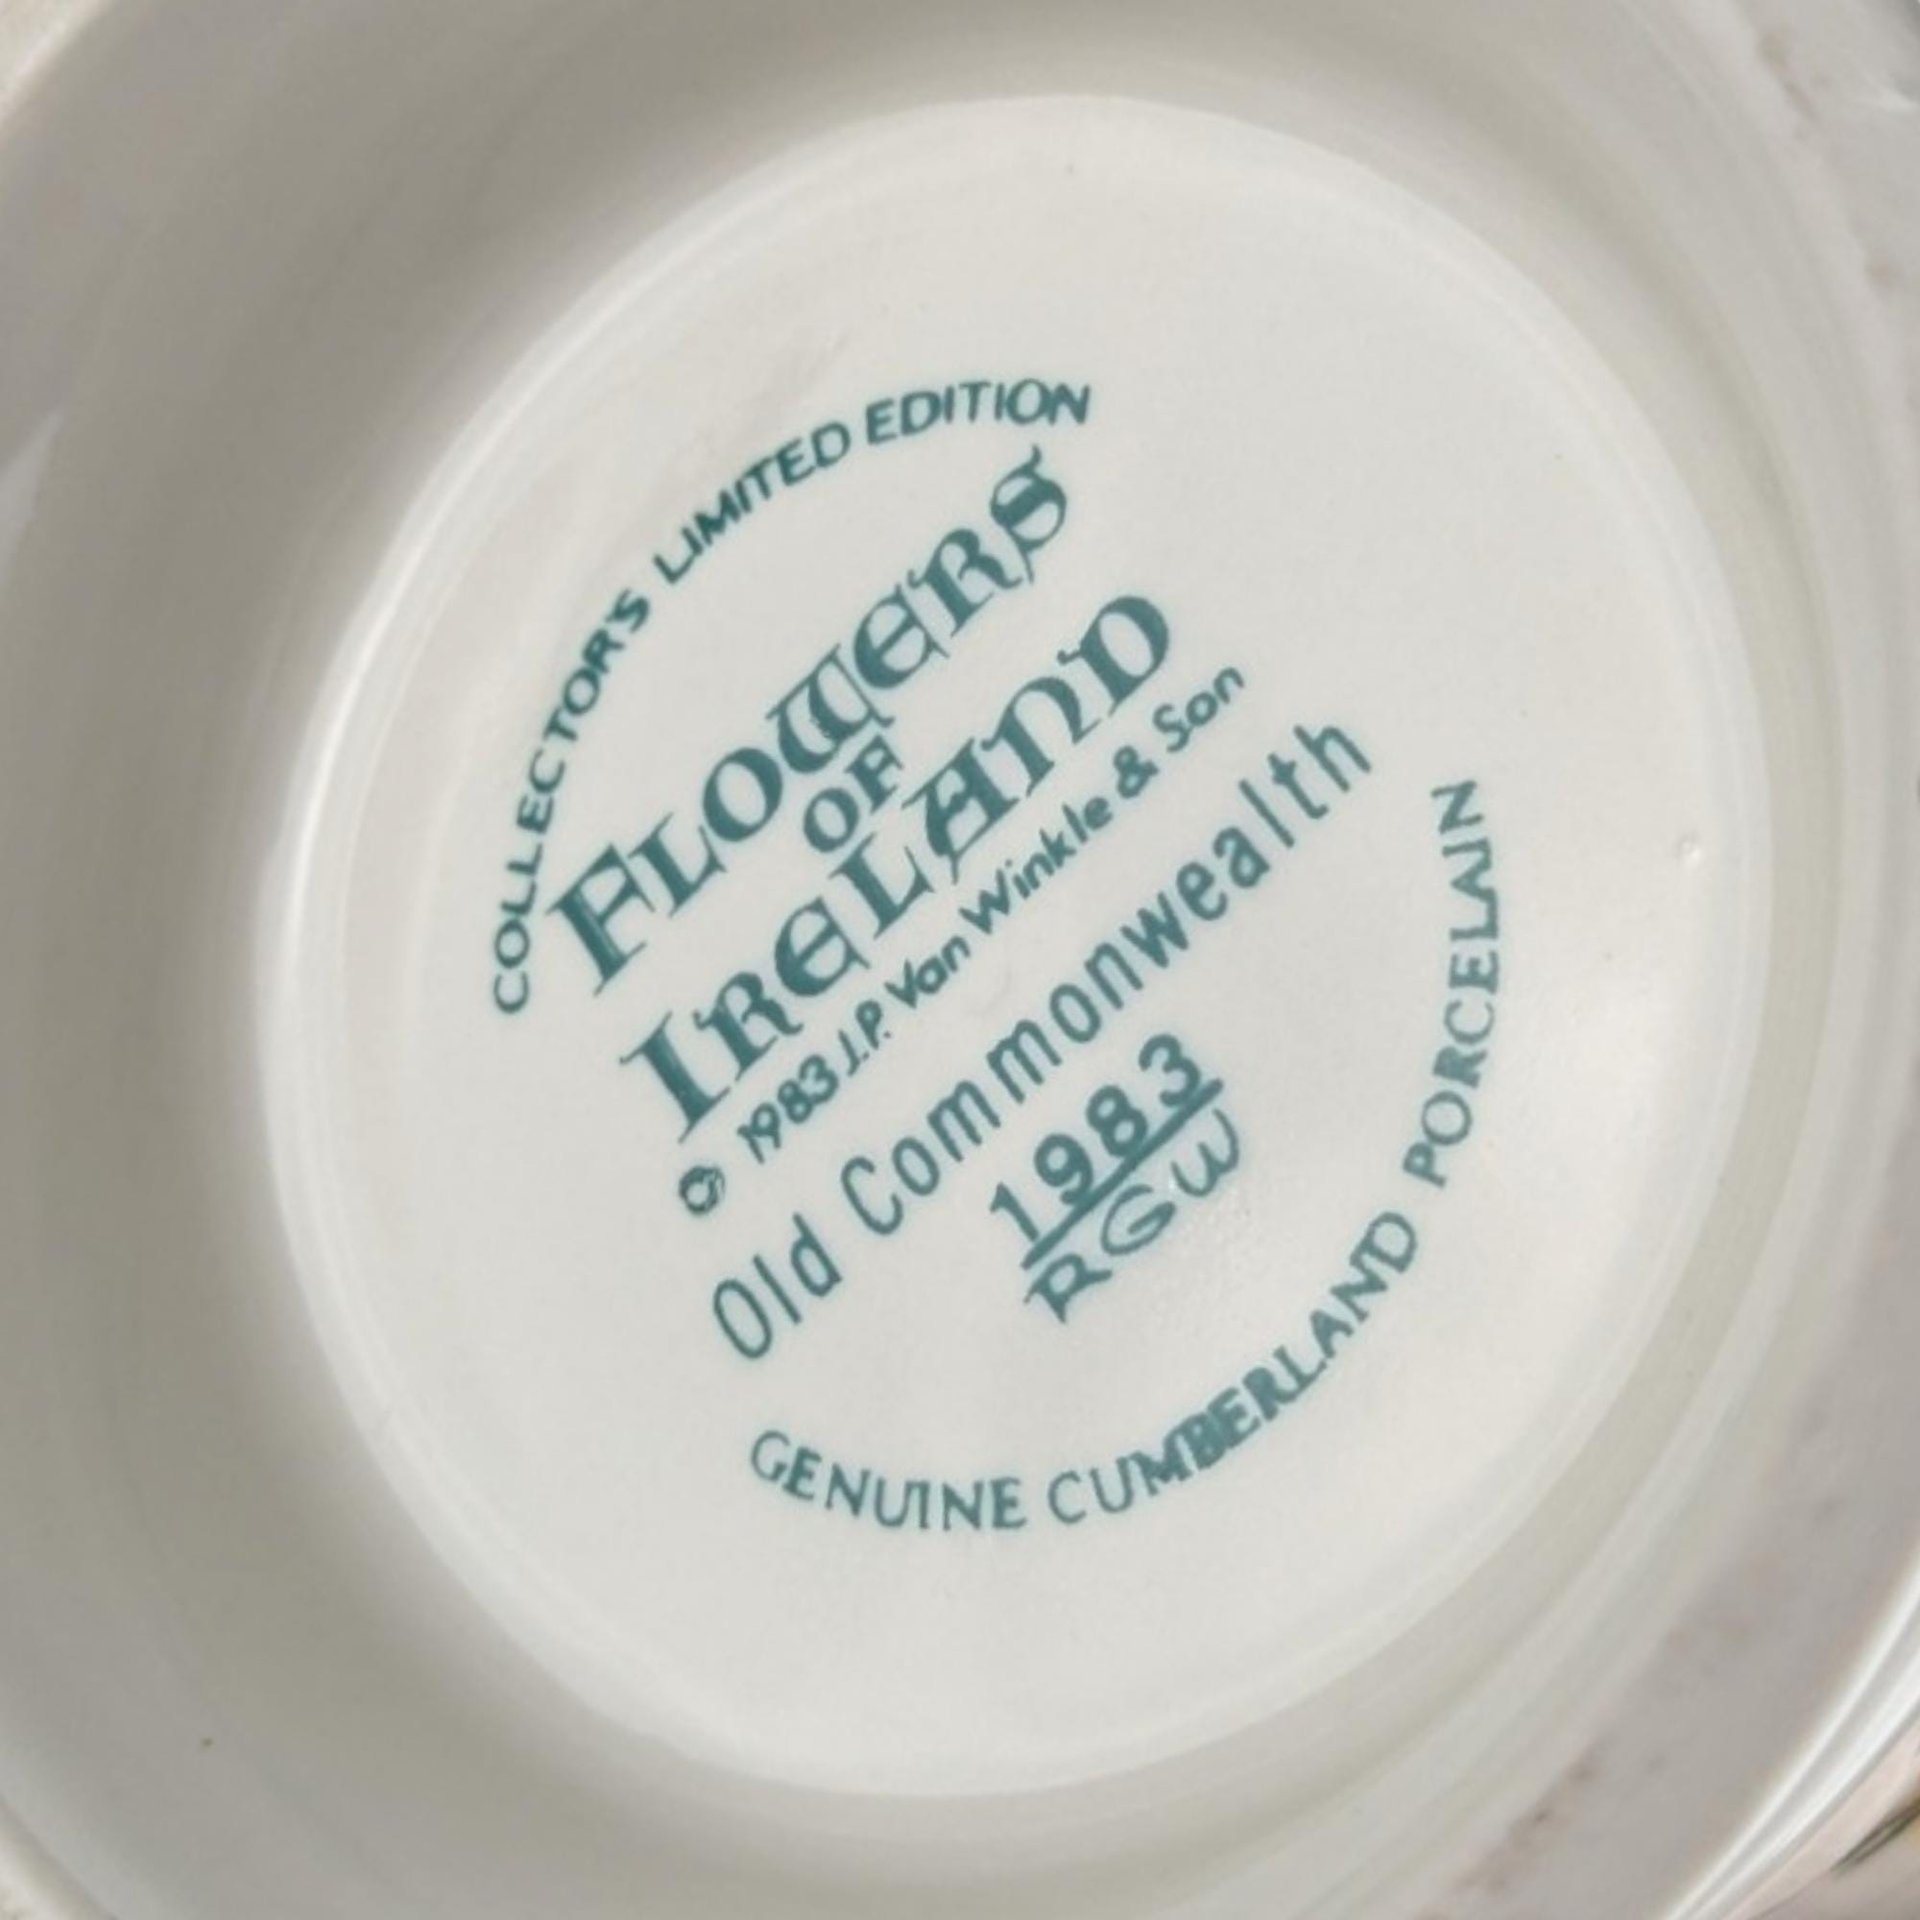 COLLECTOR'S LIMITED EDITION
FLOWERS
OF
IRELAND
© 1983 J.P. Van Winkle & Son
Old Commonwealth
1983
RGW
GENUINE CUMBERLAND PORCELAIN